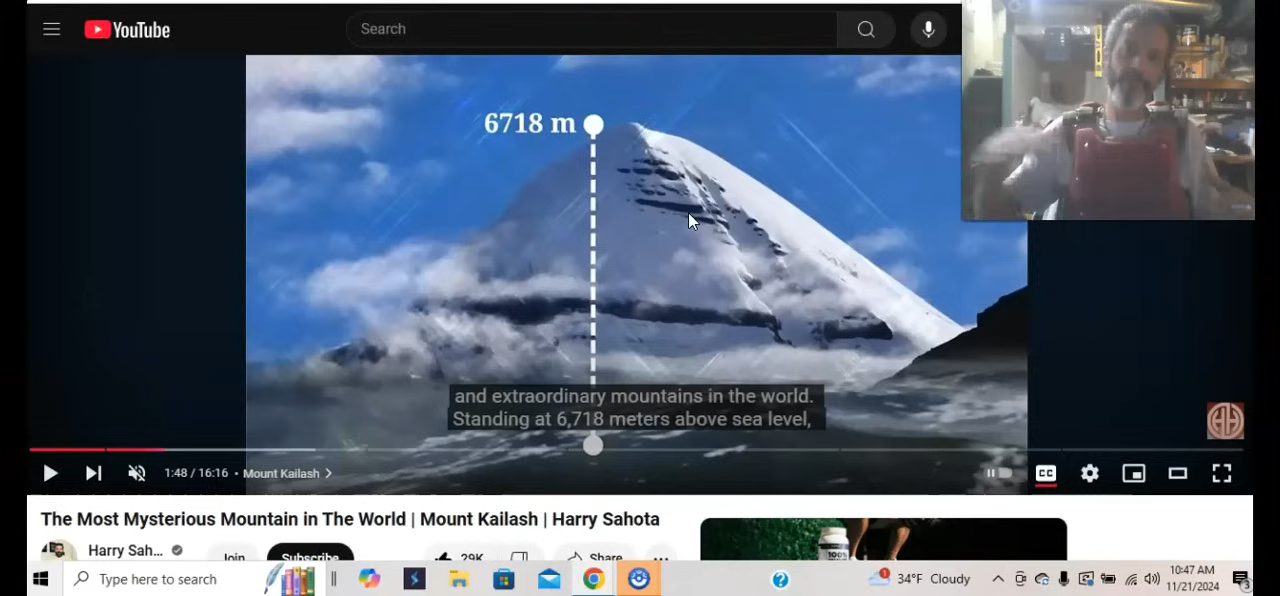 YouTube
Search
6718 m
and extraordinary mountains in the world.
Standing at 6,718 meters above sea level,
1:48 / 16:16 • Mount Kailash
CC
The Most Mysterious Mountain in The World | Mount Kailash | Harry Sahota
Harry Sah...
Join
Subscribe
29K
Share
100%
Type here to search
34°F Cloudy
10:47 AM
11/21/2024